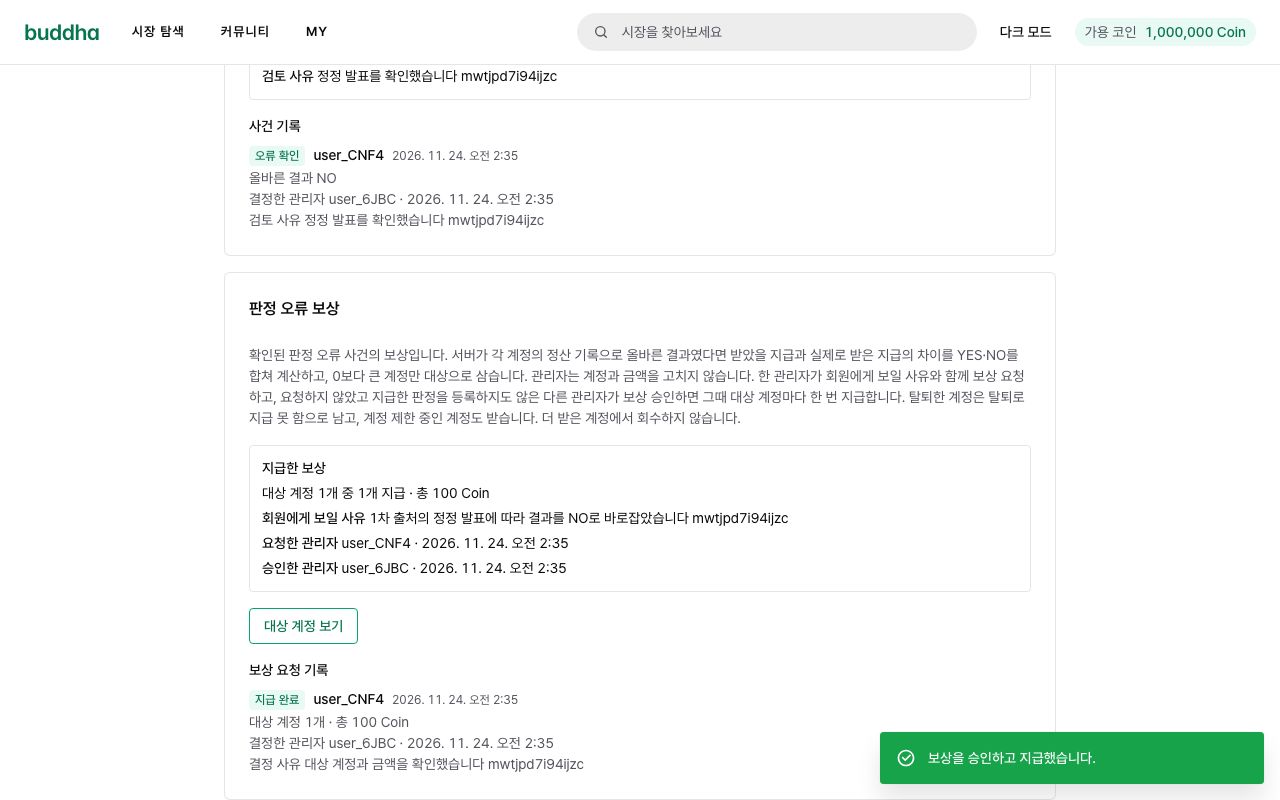 buddha
시장 탐색
커뮤니티
MY
시장을 찾아보세요
다크 모드
가용 코인 1,000,000 Coin
검토 사유 정정 발표를 확인했습니다 mwtjpd7i94ijzc
사건 기록
오류 확인 user_CNF4 2026. 11. 24. 오전 2:35
올바른 결과 NO
결정한 관리자 user_6JBC · 2026. 11. 24. 오전 2:35
검토 사유 정정 발표를 확인했습니다 mwtjpd7i94ijzc
판정 오류 보상
확인된 판정 오류 사건의 보상입니다. 서버가 각 계정의 정산 기록으로 올바른 결과였다면 받았을 지급과 실제로 받은 지급의 차이를 YES·NO를
합쳐 계산하고, 0보다 큰 계정만 대상으로 삼습니다. 관리자는 계정과 금액을 고치지 않습니다. 한 관리자가 회원에게 보일 사유와 함께 보상 요청
하고, 요청하지 않았고 지급한 판정을 등록하지도 않은 다른 관리자가 보상 승인하면 그때 대상 계정마다 한 번 지급합니다. 탈퇴한 계정은 탈퇴로
지급 못 함으로 남고, 계정 제한 중인 계정도 받습니다. 더 받은 계정에서 회수하지 않습니다.
지급한 보상
대상 계정 1개 중 1개 지급 · 총 100 Coin
회원에게 보일 사유 1차 출처의 정정 발표에 따라 결과를 NO로 바로잡았습니다 mwtjpd7i94ijzc
요청한 관리자 user_CNF4 · 2026. 11. 24. 오전 2:35
승인한 관리자 user_6JBC · 2026. 11. 24. 오전 2:35
대상 계정 보기
보상 요청 기록
지급 완료 user_CNF4 2026. 11. 24. 오전 2:35
대상 계정 1개 · 총 100 Coin
결정한 관리자 user_6JBC · 2026. 11. 24. 오전 2:35
결정 사유 대상 계정과 금액을 확인했습니다 mwtjpd7i94ijzc
보상을 승인하고 지급했습니다.